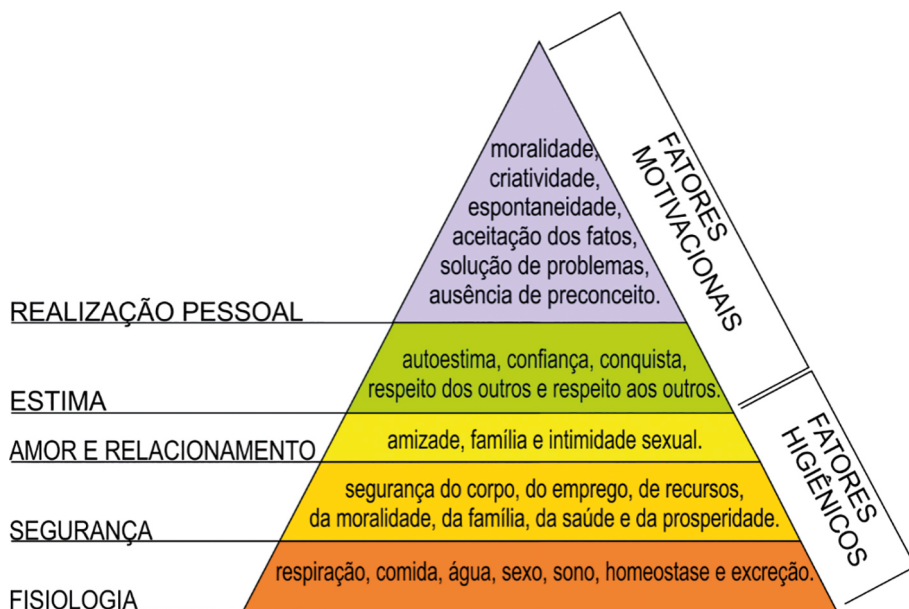 FATORES
MOTIVACIONAIS
moralidade,
criatividade,
espontaneidade,
aceitação dos fatos,
solução de problemas,
ausência de preconceito.
REALIZAÇÃO PESSOAL
autoestima, confiança, conquista,
respeito dos outros e respeito aos outros.
ESTIMA
FATORES
HIGIÊNICOS
amizade, família e intimidade sexual.
AMOR E RELACIONAMENTO
segurança do corpo, do emprego, de recursos,
da moralidade, da família, da saúde e da prosperidade.
SEGURANÇA
respiração, comida, água, sexo, sono, homeostase e excreção.
FISIOLOGIA